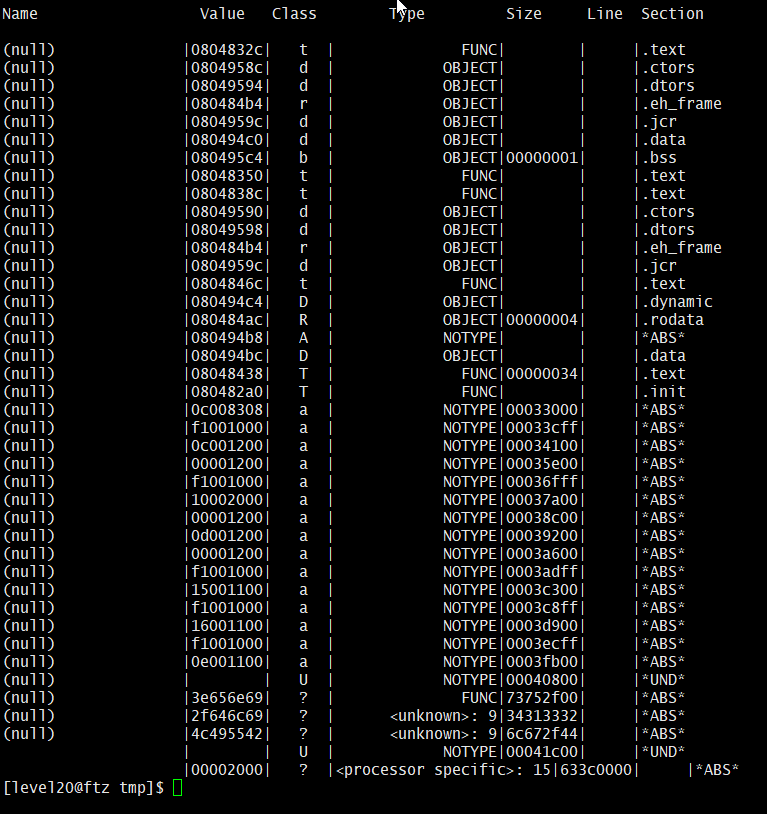 Name Value Class Type Size Line Section
(null) |0804832c| t | FUNC| | |.text
(null) |0804958c| d | OBJECT| | |.ctors
(null) |08049594| d | OBJECT| | |.dtors
(null) |080484b4| r | OBJECT| | |.eh_frame
(null) |0804959c| d | OBJECT| | |.jcr
(null) |080494c0| d | OBJECT| | |.data
(null) |080495c4| b | OBJECT|00000001| |.bss
(null) |08048350| t | FUNC| | |.text
(null) |0804838c| t | FUNC| | |.text
(null) |08049590| d | OBJECT| | |.ctors
(null) |08049598| d | OBJECT| | |.dtors
(null) |080484b4| r | OBJECT| | |.eh_frame
(null) |0804959c| d | OBJECT| | |.jcr
(null) |0804846c| t | FUNC| | |.text
(null) |080494c4| D | OBJECT| | |.dynamic
(null) |080484ac| R | OBJECT|00000004| |.rodata
(null) |080494b8| A | NOTYPE| | |*ABS*
(null) |080494bc| D | OBJECT| | |.data
(null) |08048438| T | FUNC|00000034| |.text
(null) |080482a0| T | FUNC| | |.init
(null) |0c008308| a | NOTYPE|00033000| |*ABS*
(null) |f1001000| a | NOTYPE|00033cff| |*ABS*
(null) |0c001200| a | NOTYPE|00034100| |*ABS*
(null) |00001200| a | NOTYPE|00035e00| |*ABS*
(null) |f1001000| a | NOTYPE|00036fff| |*ABS*
(null) |10002000| a | NOTYPE|00037a00| |*ABS*
(null) |00001200| a | NOTYPE|00038c00| |*ABS*
(null) |0d001200| a | NOTYPE|00039200| |*ABS*
(null) |00001200| a | NOTYPE|0003a600| |*ABS*
(null) |f1001000| a | NOTYPE|0003adff| |*ABS*
(null) |15001100| a | NOTYPE|0003c300| |*ABS*
(null) |f1001000| a | NOTYPE|0003c8ff| |*ABS*
(null) |16001100| a | NOTYPE|0003d900| |*ABS*
(null) |f1001000| a | NOTYPE|0003ecff| |*ABS*
(null) |0e001100| a | NOTYPE|0003fb00| |*ABS*
(null) | | U | NOTYPE|00040800| |*UND*
(null) |3e656e69| ? | FUNC|73752f00| |*ABS*
(null) |2f646c69| ? | <unknown>: 9|34313332| |*ABS*
(null) |4c495542| ? | <unknown>: 9|6c672f44| |*ABS*
| | U | NOTYPE|00041c00| |*UND*
|00002000| ? |<processor specific>: 15|633c0000| |*ABS*
[level20@ftz tmp]$